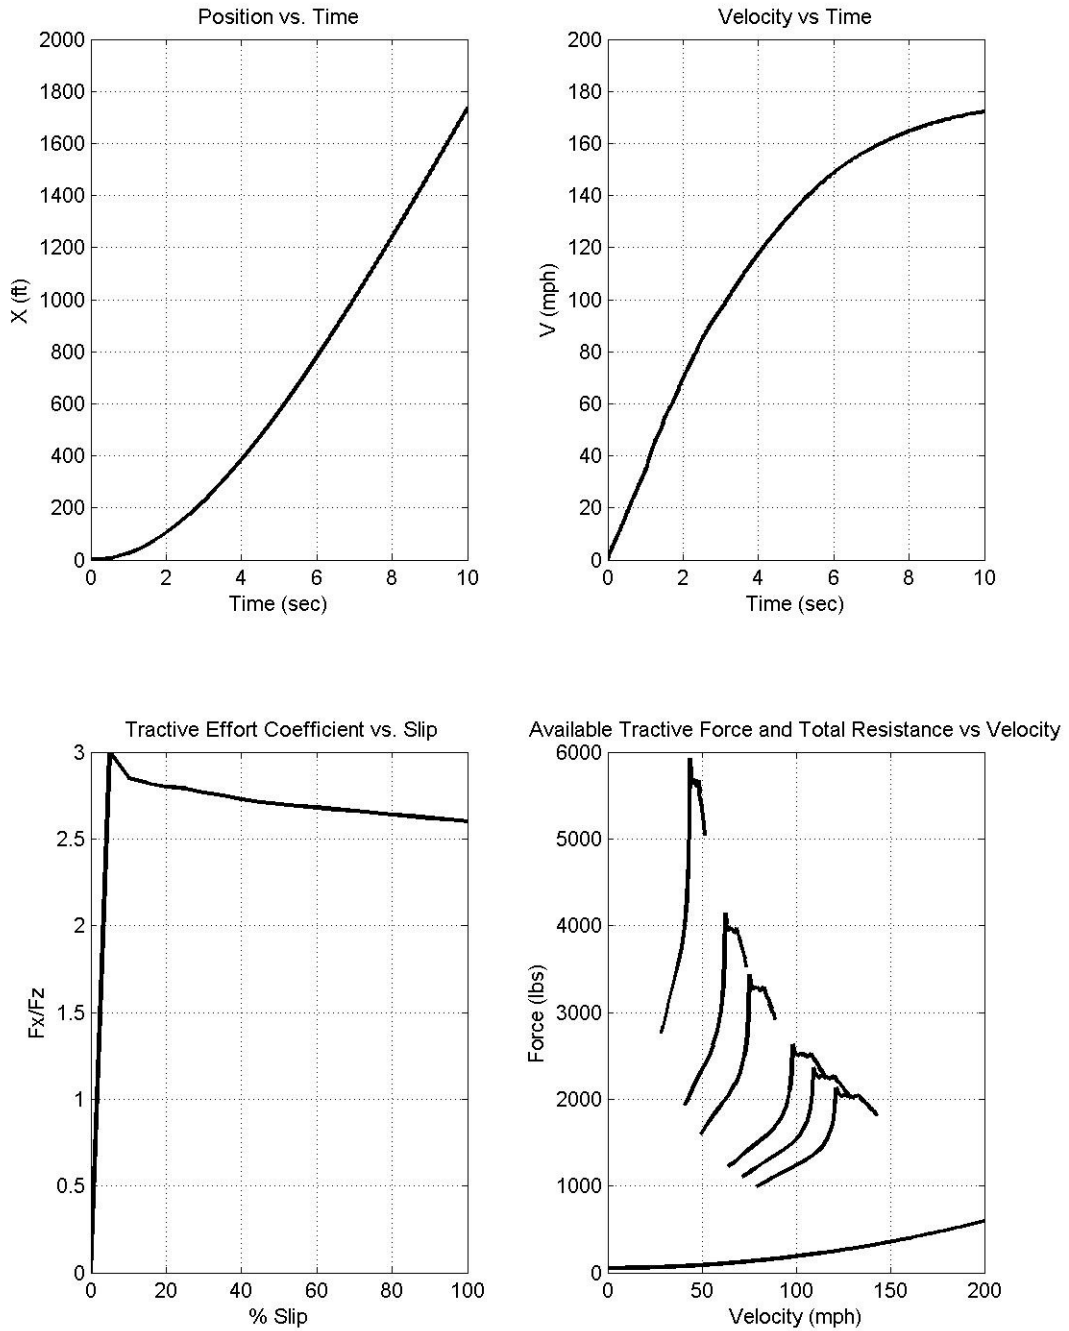 Position vs. Time
2000
1800
1600
1400
1200
1000
800
600
400
200
0
X (ft)
0 2 4 6 8 10
Time (sec)
Velocity vs Time
200
180
160
140
120
100
80
60
40
20
0
V (mph)
0 2 4 6 8 10
Time (sec)
Tractive Effort Coefficient vs. Slip
3
2.5
2
1.5
1
0.5
0
Fx/Fz
0 20 40 60 80 100
% Slip
Available Tractive Force and Total Resistance vs Velocity
6000
5000
4000
3000
2000
1000
0
Force (lbs)
0 50 100 150 200
Velocity (mph)